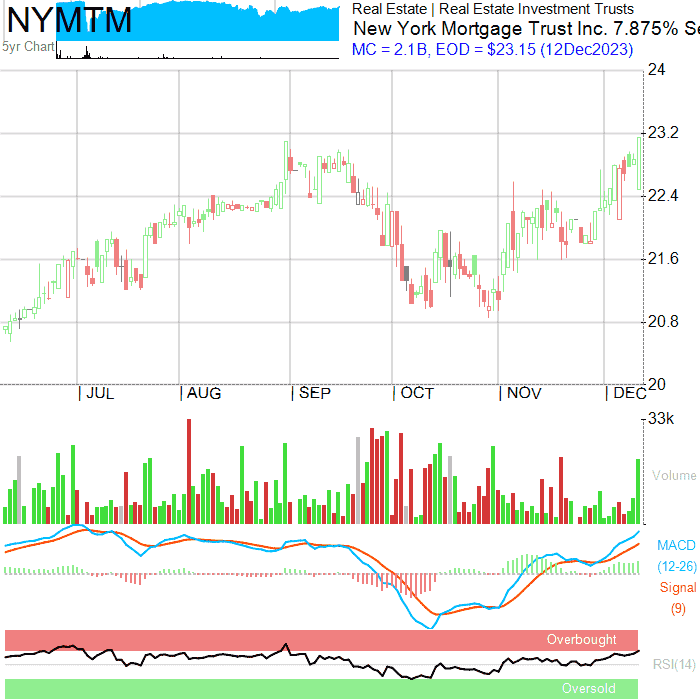 NYMTM
Real Estate | Real Estate Investment Trusts
New York Mortgage Trust Inc. 7.875% Se
5yr Chart
MC = 2.1B, EOD = $23.15 (12Dec2023)
24
23.2
22.4
21.6
20.8
20
| JUL | AUG | SEP | OCT | NOV | DEC
33k
Volume
MACD
(12-26)
Signal
(9)
Overbought
RSI(14)
Oversold